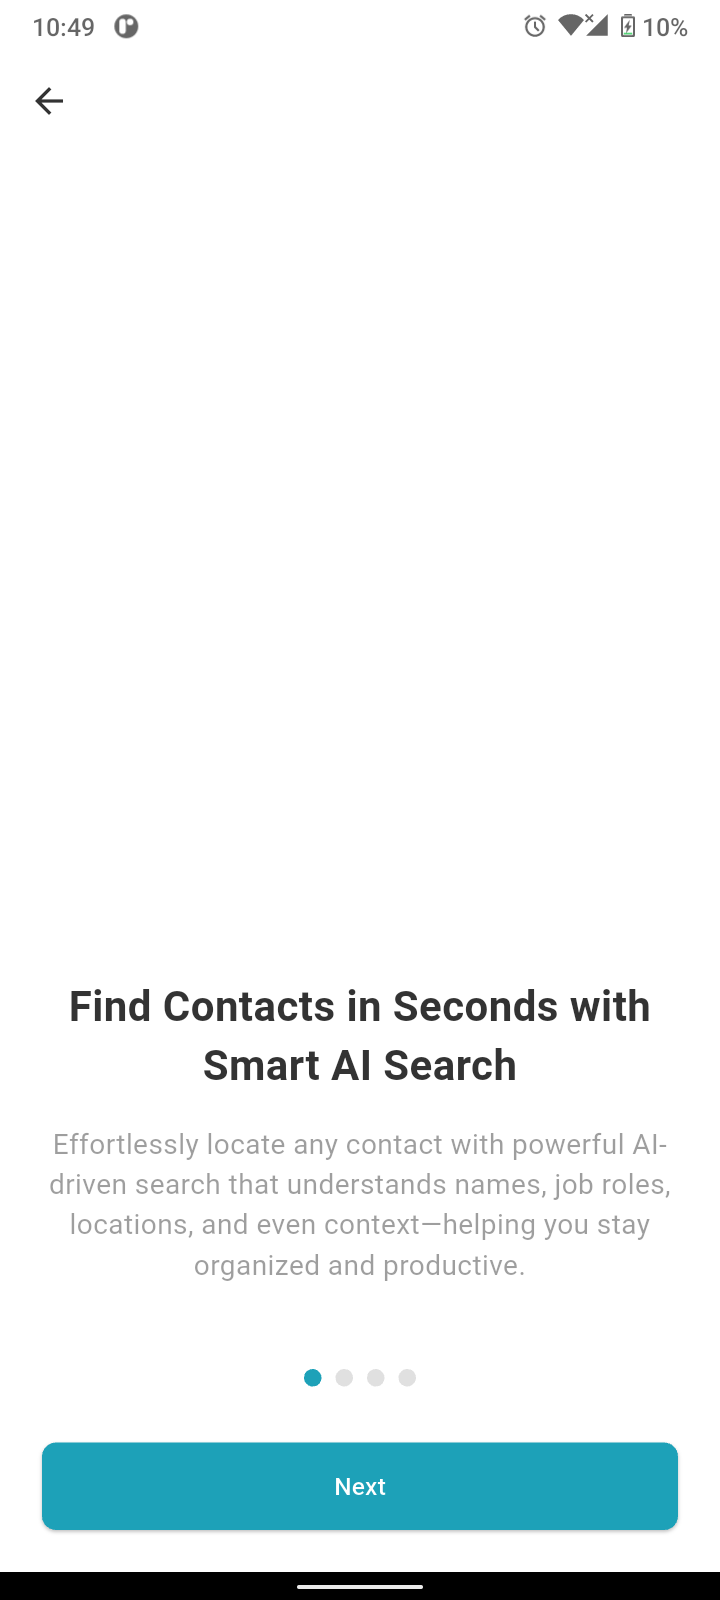 10:49
10%
Find Contacts in Seconds with
Smart AI Search
Effortlessly locate any contact with powerful AI-
driven search that understands names, job roles,
locations, and even context—helping you stay
organized and productive.
Next